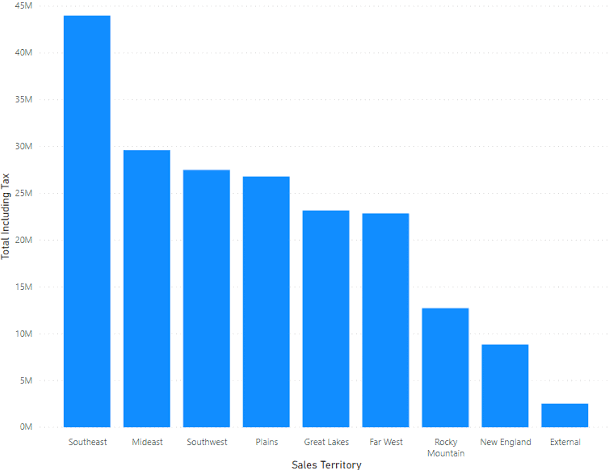 45M
40M
35M
30M
25M
20M
15M
10M
5M
0M
Total Including Tax
Southeast
Mideast
Southwest
Plains
Great Lakes
Far West
Rocky
Mountain
New England
External
Sales Territory